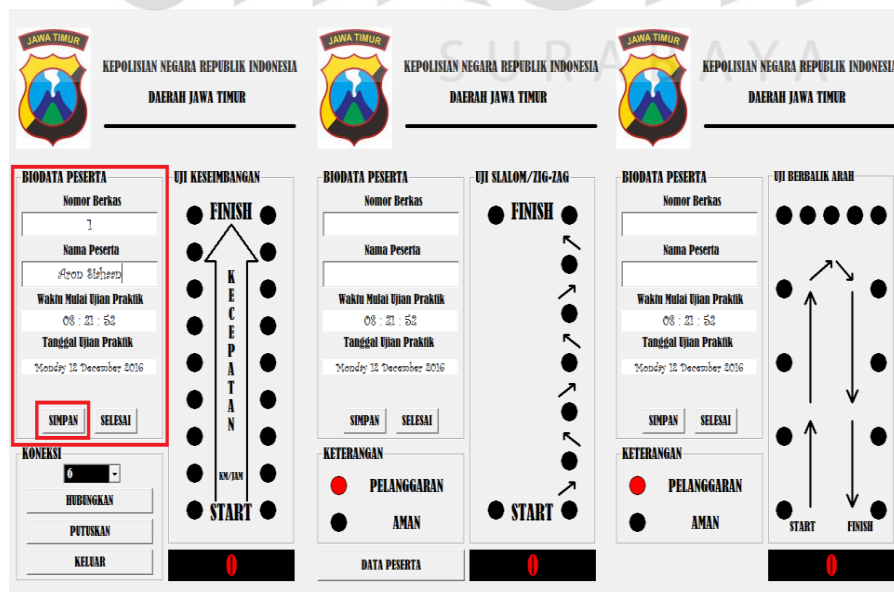 SURABAYA
JAWA TIMUR
KEPOLISIAN NEGARA REPUBLIK INDONESIA
DAERAH JAWA TIMUR
BIODATA PESERTA
Nomor Berkas
1
Nama Peserta
Aron Siahaan
Waktu Mulai Ujian Praktik
08 : 21 : 52
Tanggal Ujian Praktik
Monday 12 December 2016
SIMPAN
SELESAI
KONEKSI
6
HUBUNGKAN
PUTUSKAN
KELUAR
UJI KESEIMBANGAN
FINISH
KECEPATAN
KM/JAM
START
0
JAWA TIMUR
KEPOLISIAN NEGARA REPUBLIK INDONESIA
DAERAH JAWA TIMUR
BIODATA PESERTA
Nomor Berkas
Nama Peserta
Waktu Mulai Ujian Praktik
08 : 21 : 52
Tanggal Ujian Praktik
Monday 12 December 2016
SIMPAN
SELESAI
KETERANGAN
PELANGGARAN
AMAN
DATA PESERTA
UJI SLALOM/ZIG-ZAG
FINISH
START
0
JAWA TIMUR
KEPOLISIAN NEGARA REPUBLIK INDONESIA
DAERAH JAWA TIMUR
BIODATA PESERTA
Nomor Berkas
Nama Peserta
Waktu Mulai Ujian Praktik
08 : 21 : 52
Tanggal Ujian Praktik
Monday 12 December 2016
SIMPAN
SELESAI
KETERANGAN
PELANGGARAN
AMAN
UJI BERBALIK ARAH
START
FINISH
0